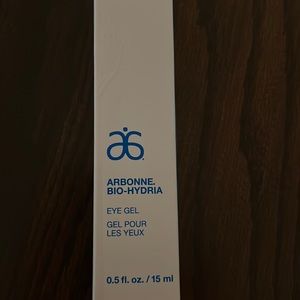 ARBONNE.
BIO-HYDRIA
EYE GEL
GEL POUR
LES YEUX
0.5 fl. oz. / 15 ml